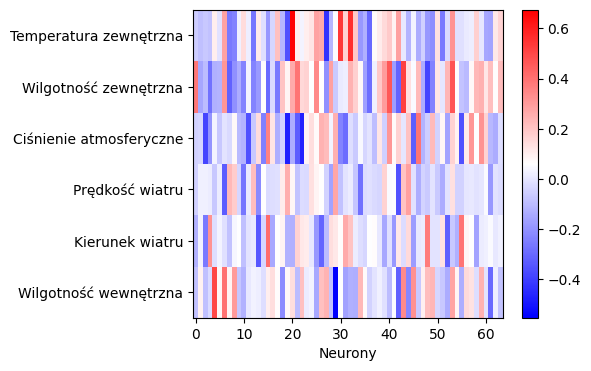 Temperatura zewnętrzna
Wilgotność zewnętrzna
Ciśnienie atmosferyczne
Prędkość wiatru
Kierunek wiatru
Wilgotność wewnętrzna
0 10 20 30 40 50 60
Neurony
0.6
0.4
0.2
0.0
−0.2
−0.4